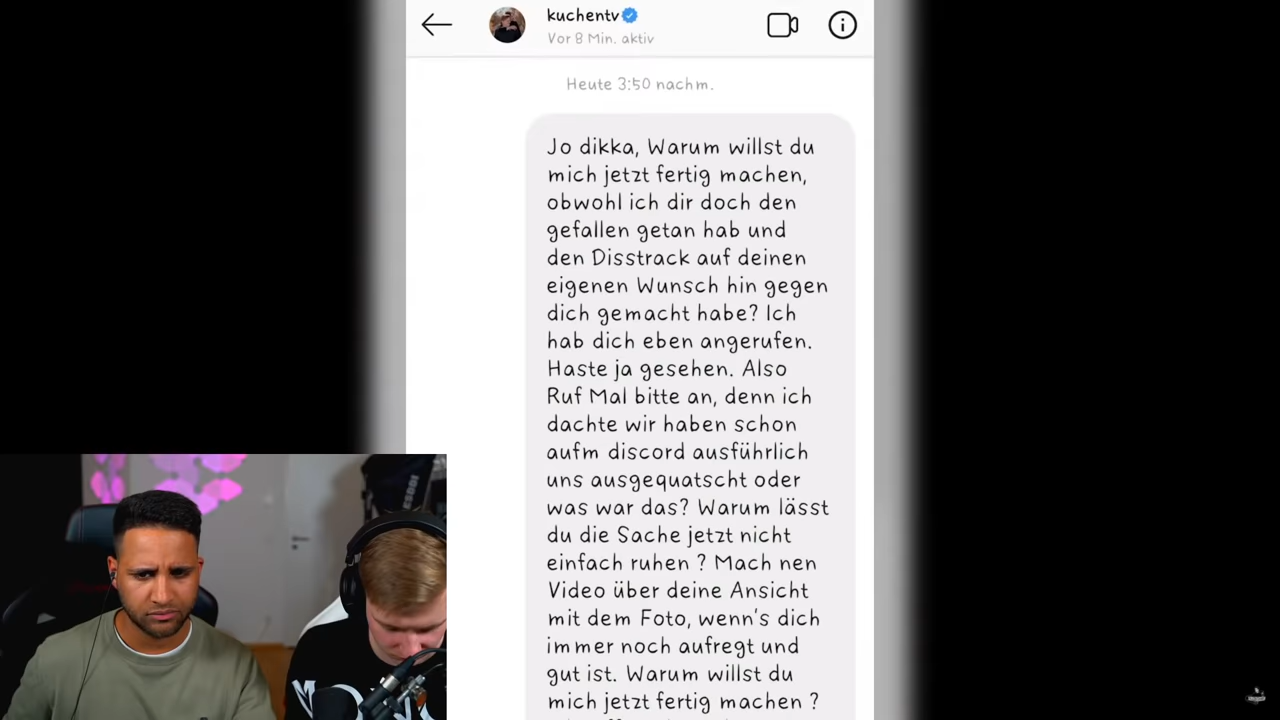 kuchentv
Vor 8 Min. aktiv
Heute 3:50 nachm.
Jo dikka, Warum willst du
mich jetzt fertig machen,
obwohl ich dir doch den
gefallen getan hab und
den Disstrack auf deinen
eigenen Wunsch hin gegen
dich gemacht habe? Ich
hab dich eben angerufen.
Haste ja gesehen. Also
Ruf Mal bitte an, denn ich
dachte wir haben schon
aufm discord ausführlich
uns ausgequatscht oder
was war das? Warum lässt
du die Sache jetzt nicht
einfach ruhen ? Mach nen
Video über deine Ansicht
mit dem Foto, wenn's dich
immer noch aufregt und
gut ist. Warum willst du
mich jetzt fertig machen ?